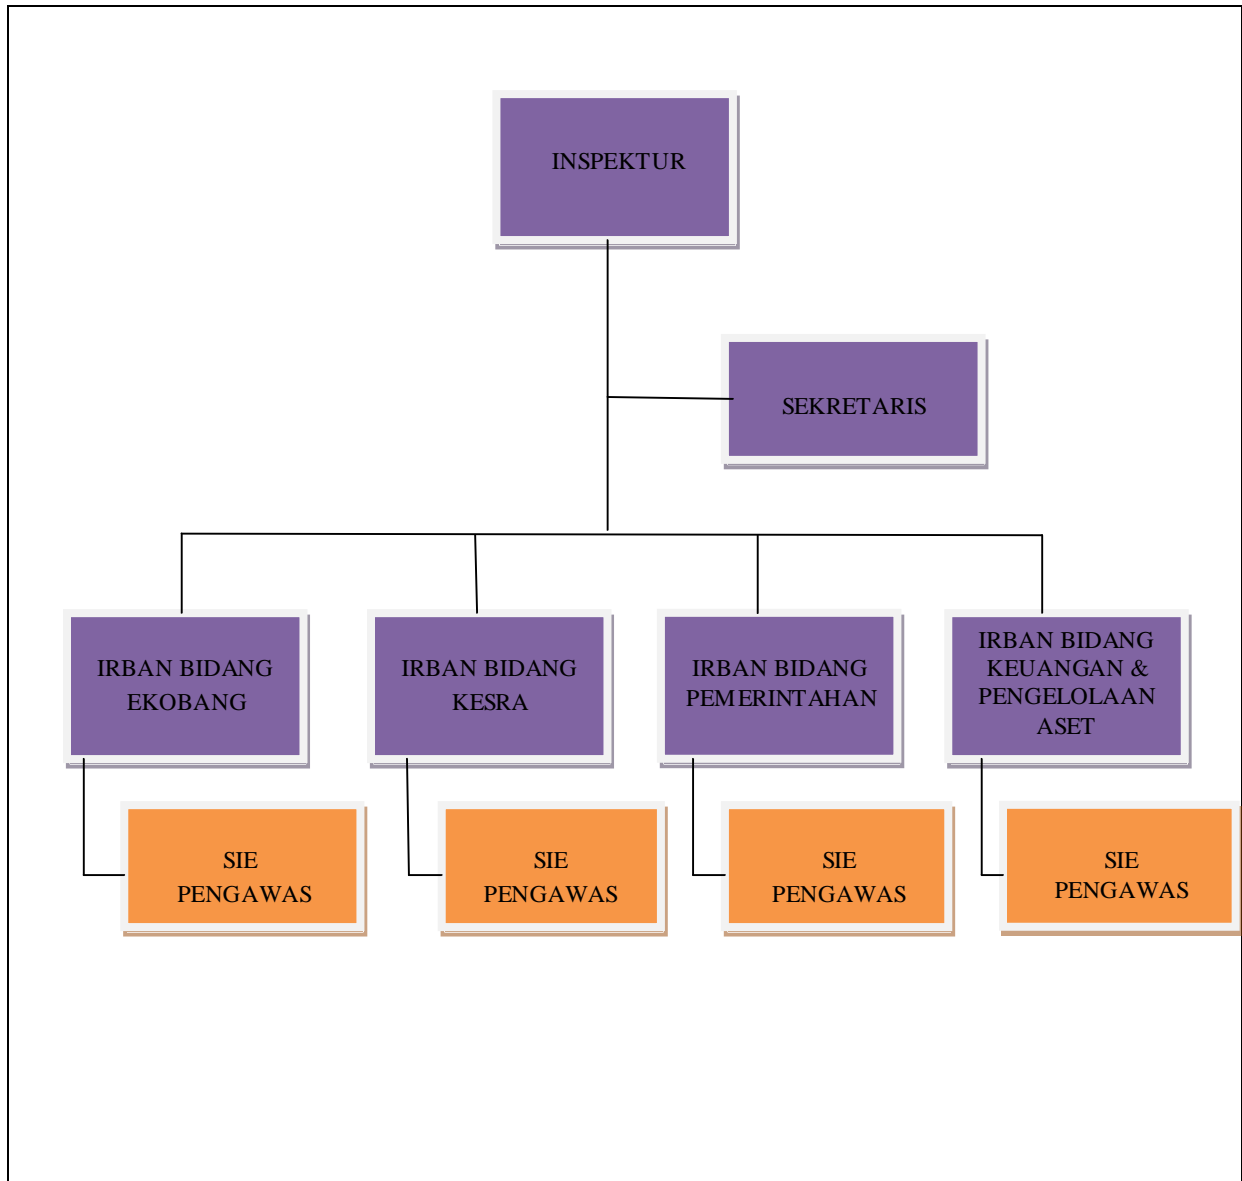 INSPEKTUR
SEKRETARIS
IRBAN BIDANG
EKOBANG
IRBAN BIDANG
KESRA
IRBAN BIDANG
PEMERINTAHAN
IRBAN BIDANG
KEUANGAN &
PENGELOLAAN
ASET
SIE
PENGAWAS
SIE
PENGAWAS
SIE
PENGAWAS
SIE
PENGAWAS